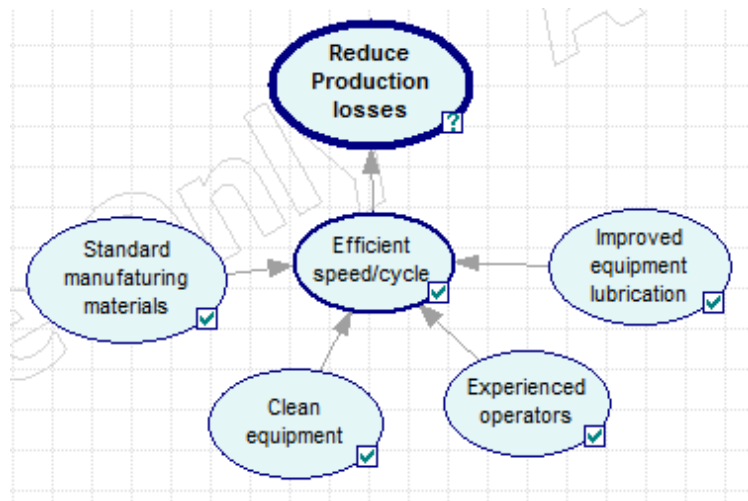 Reduce
Production
losses
?
Standard
manufaturing
materials
Efficient
speed/cycle
Improved
equipment
lubrication
Clean
equipment
Experienced
operators